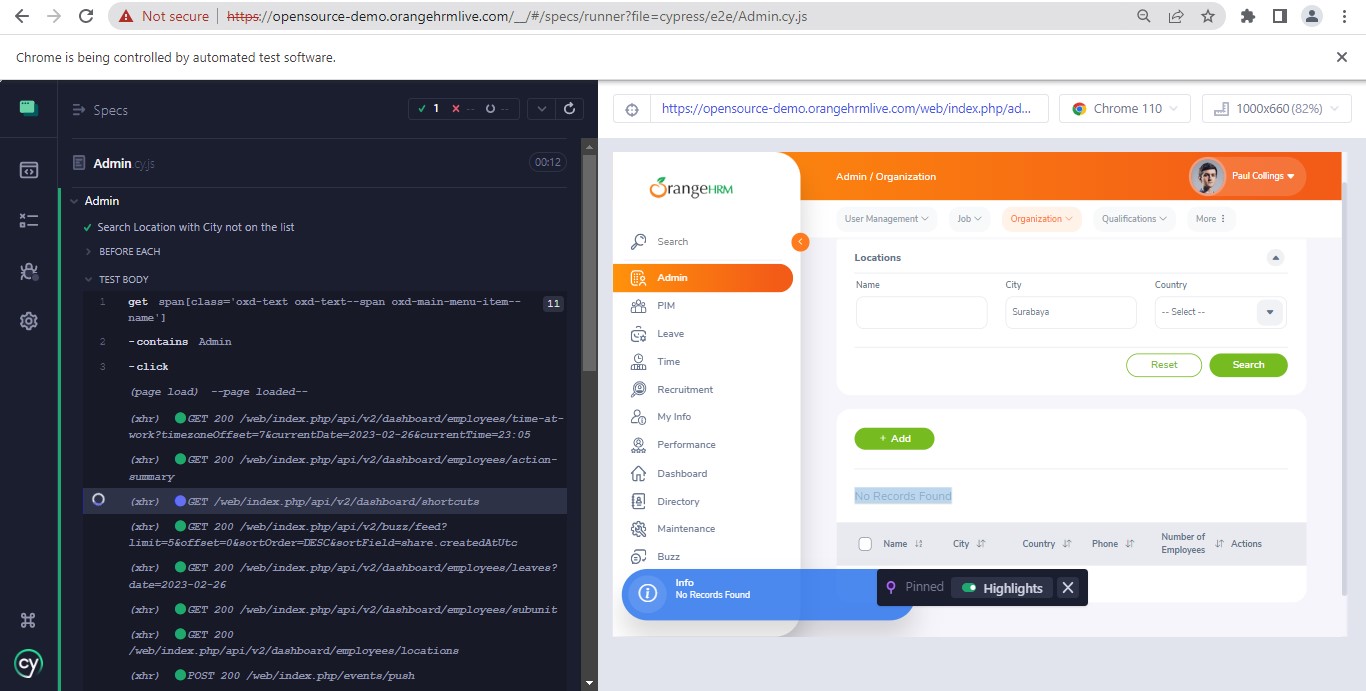 Not secure
https://opensource-demo.orangehrmlive.com/__/#/specs/runner?file=cypress/e2e/Admin.cy.js
Chrome is being controlled by automated test software.
Specs
1 -- --
Admin cy.js
00:12
Admin
Search Location with City not on the list
BEFORE EACH
TEST BODY
1 get span[class='oxd-text oxd-text--span oxd-main-menu-item--
name'] 11
2 -contains Admin
3 -click
(page load) --page loaded--
(xhr) GET 200 /web/index.php/api/v2/dashboard/employees/time-at-
work?timezoneOffset=7&currentDate=2023-02-26&currentTime=23:05
(xhr) GET 200 /web/index.php/api/v2/dashboard/employees/action-
summary
(xhr) GET /web/index.php/api/v2/dashboard/shortcuts
(xhr) GET 200 /web/index.php/api/v2/buzz/feed?
limit=5&offset=0&sortOrder=DESC&sortField=share.createdAtUtc
(xhr) GET 200 /web/index.php/api/v2/dashboard/employees/leaves?
date=2023-02-26
(xhr) GET 200 /web/index.php/api/v2/dashboard/employees/subunit
(xhr) GET 200
/web/index.php/api/v2/dashboard/employees/locations
(xhr) POST 200 /web/index.php/events/push
cy
https://opensource-demo.orangehrmlive.com/web/index.php/ad...
Chrome 110
1000x660 (82%)
OrangeHRM
Search
Admin
PIM
Leave
Time
Recruitment
My Info
Performance
Dashboard
Directory
Maintenance
Buzz
Admin / Organization
Paul Collings
User Management
Job
Organization
Qualifications
More
Locations
Name
City
Country
Surabaya
-- Select --
Reset
Search
+ Add
No Records Found
Name
City
Country
Phone
Number of
Employees
Actions
Info
No Records Found
Pinned
Highlights